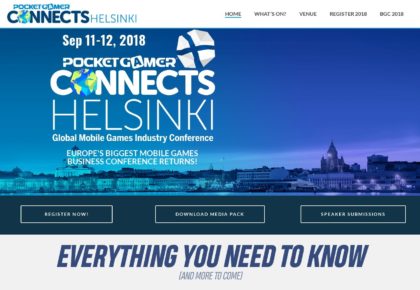 POCKETGAMER
CONNECTS HELSINKI
HOME WHAT'S ON? VENUE REGISTER 2018 BGC 2018
Sep 11-12, 2018
POCKETGAMER
CONNECTS
HELSINKI
Global Mobile Games Industry Conference
EUROPE'S BIGGEST MOBILE GAMES
BUSINESS CONFERENCE RETURNS!
REGISTER NOW! DOWNLOAD MEDIA PACK SPEAKER SUBMISSIONS
EVERYTHING YOU NEED TO KNOW
(AND MORE TO COME)